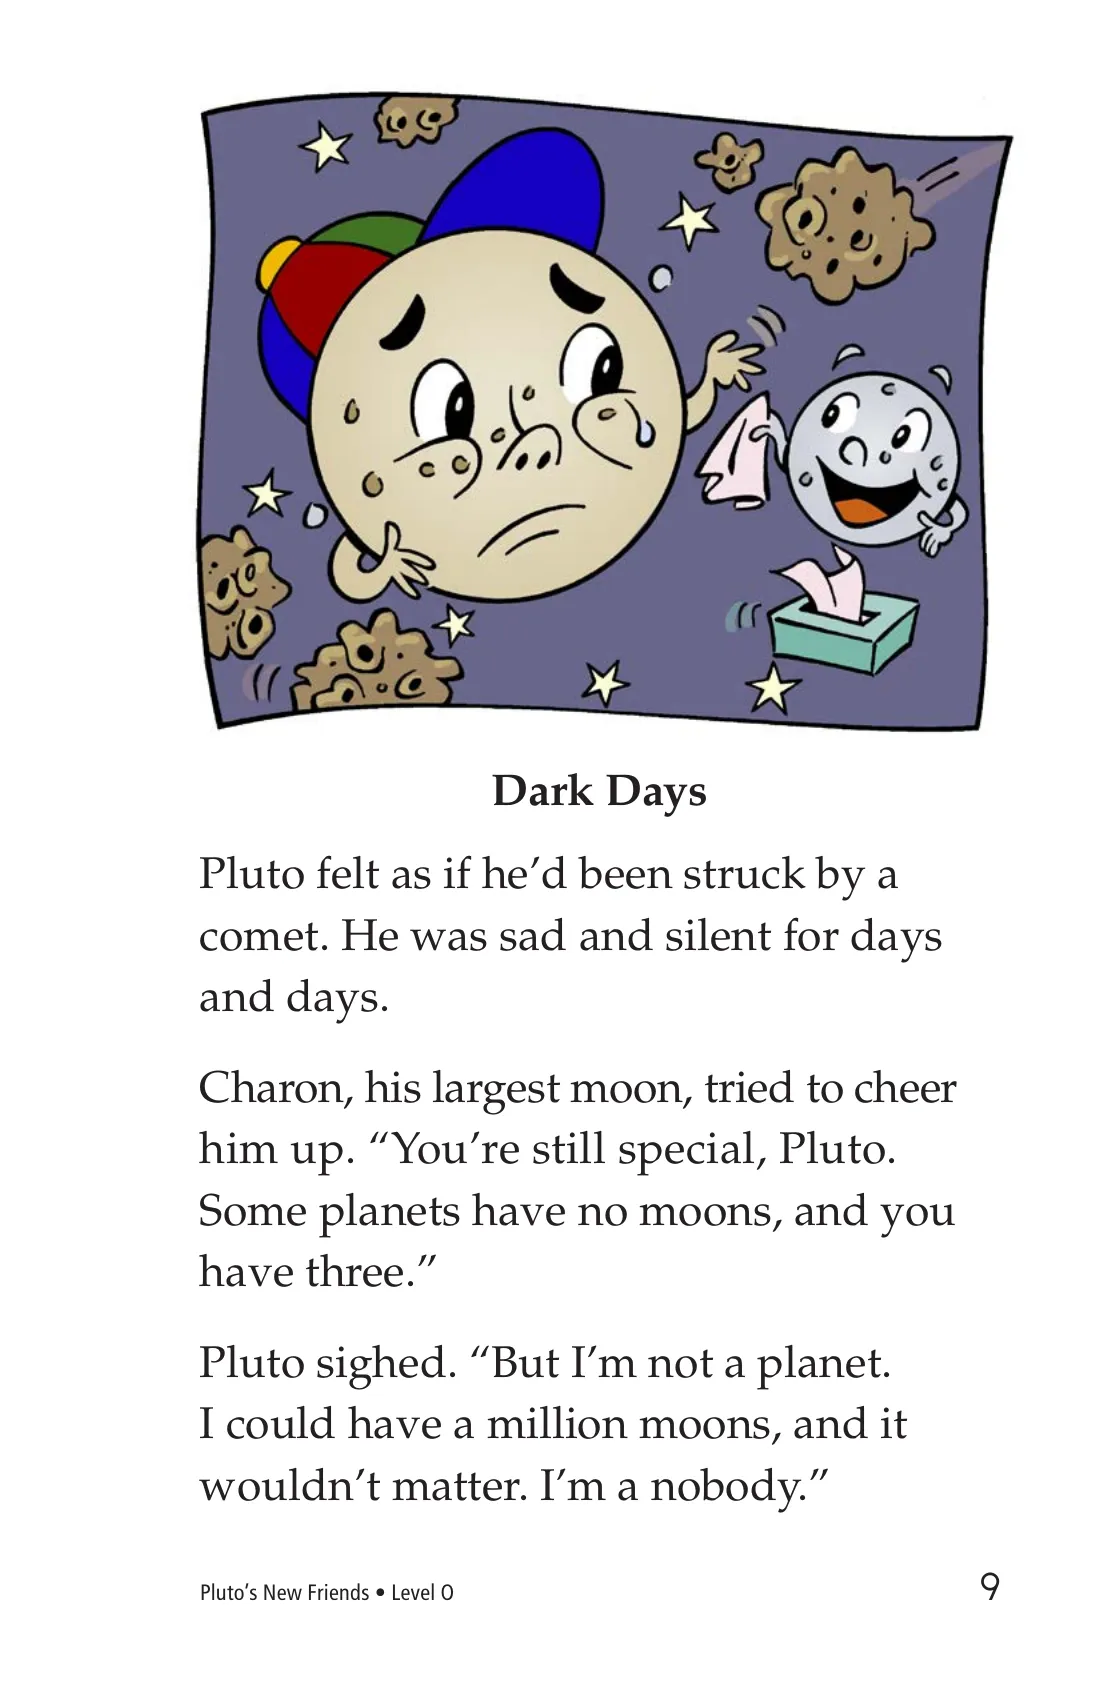 Dark Days
Pluto felt as if he’d been struck by a
comet. He was sad and silent for days
and days.
Charon, his largest moon, tried to cheer
him up. “You’re still special, Pluto.
Some planets have no moons, and you
have three.”
Pluto sighed. “But I’m not a planet.
I could have a million moons, and it
wouldn’t matter. I’m a nobody.”
Pluto’s New Friends • Level O
9